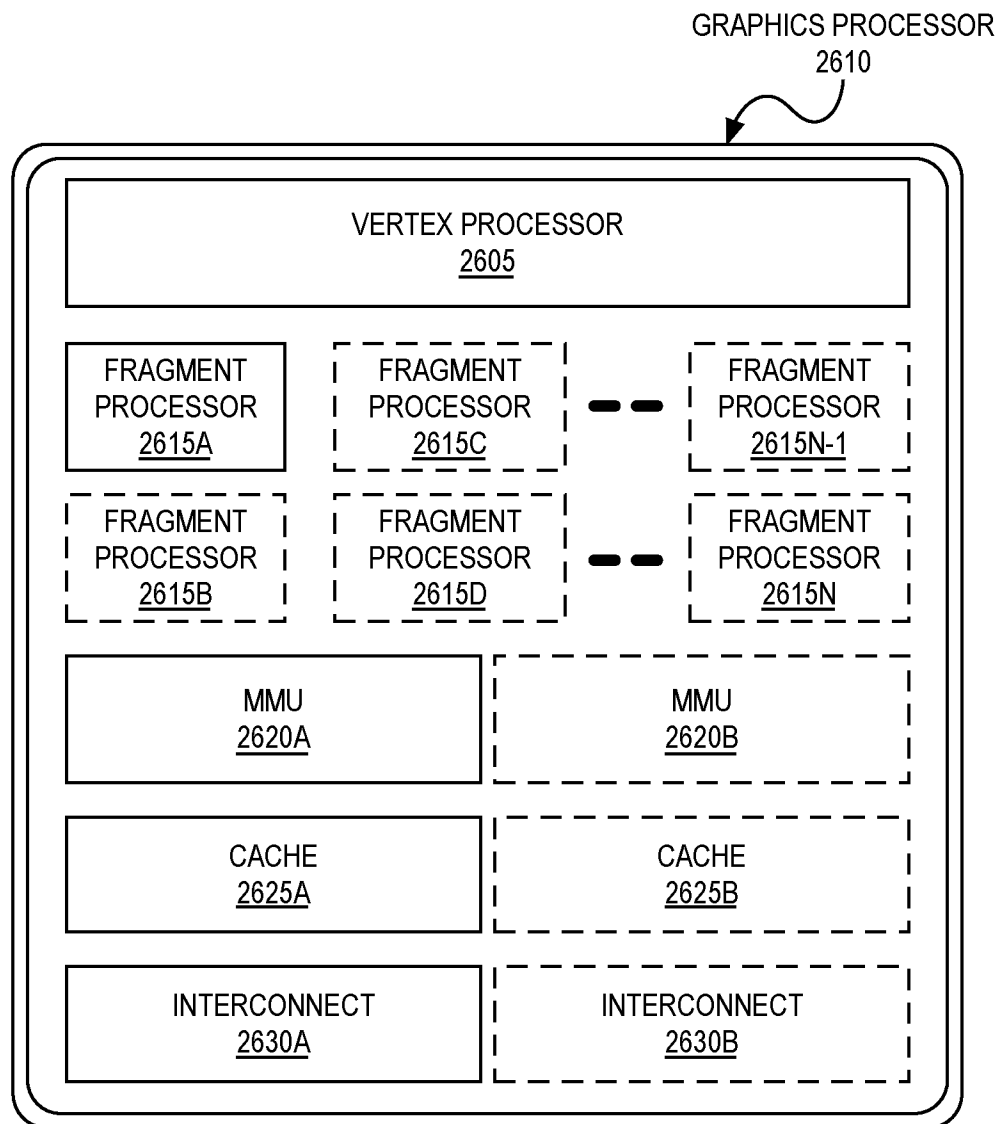 GRAPHICS PROCESSOR
2610
VERTEX PROCESSOR
2605
FRAGMENT
PROCESSOR
2615A
FRAGMENT
PROCESSOR
2615C
FRAGMENT
PROCESSOR
2615N-1
FRAGMENT
PROCESSOR
2615B
FRAGMENT
PROCESSOR
2615D
FRAGMENT
PROCESSOR
2615N
MMU
2620A
MMU
2620B
CACHE
2625A
CACHE
2625B
INTERCONNECT
2630A
INTERCONNECT
2630B